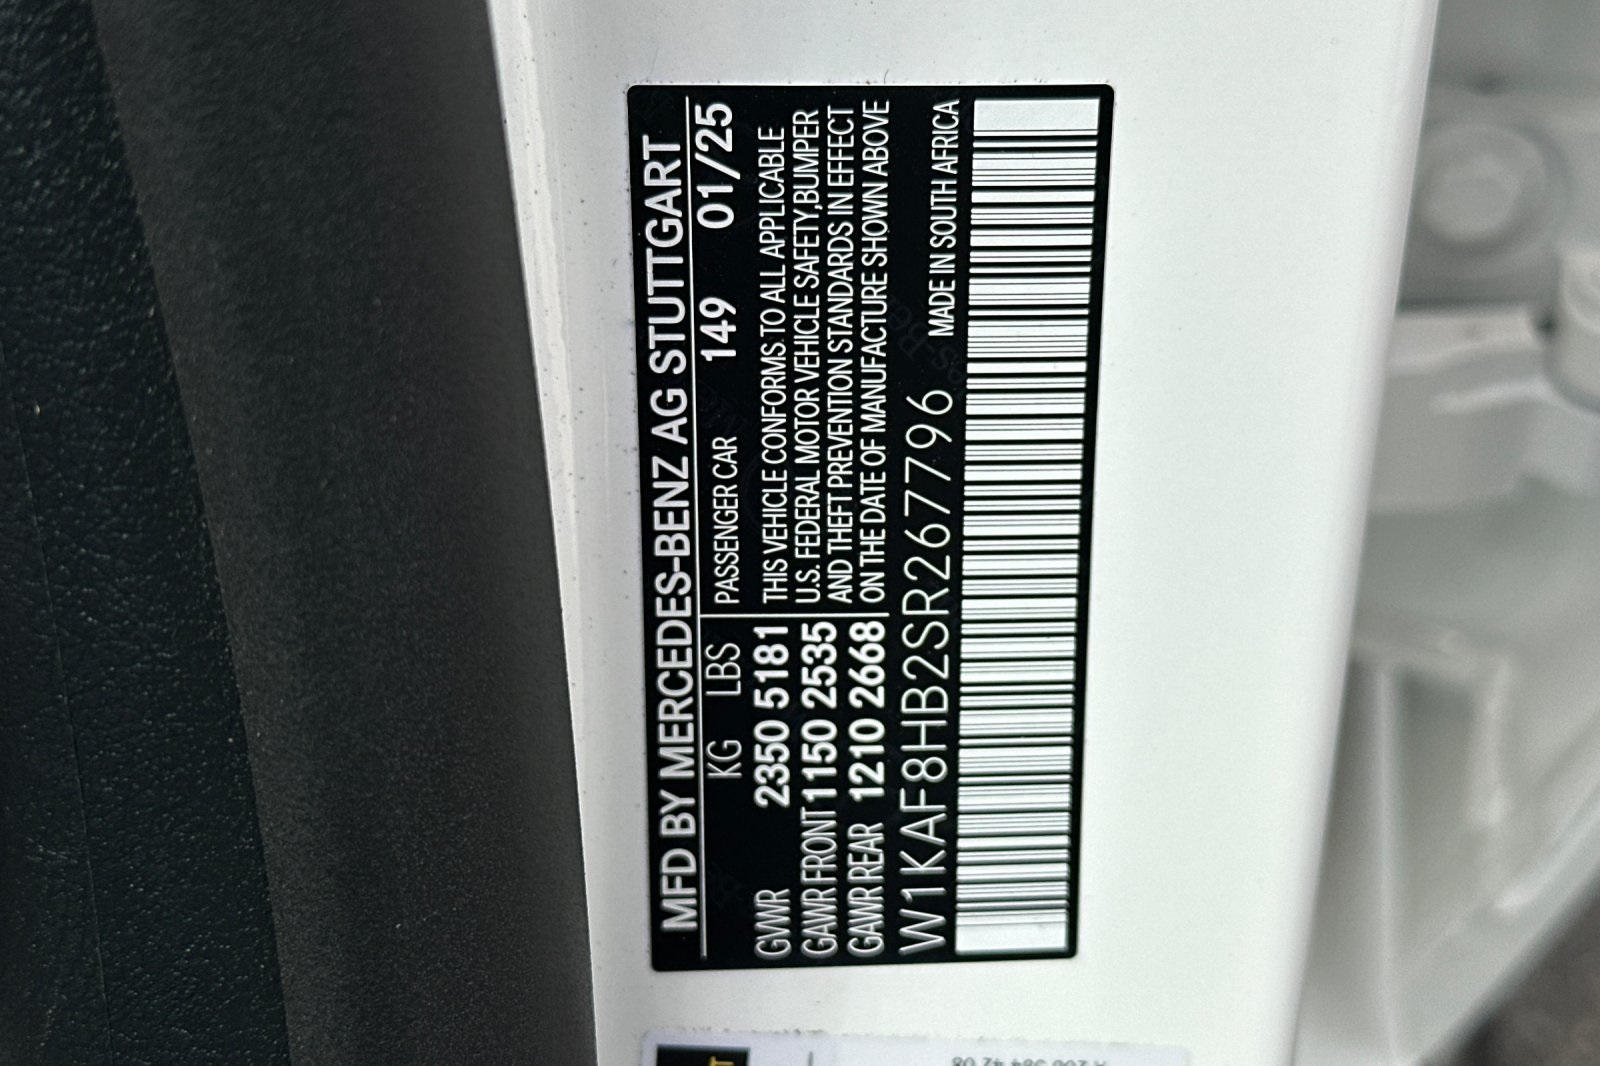 MFD BY MERCEDES-BENZ AG STUTTGART
KG LBS PASSENGER CAR 149 01/25
GVWR 2350 5181
GAWR FRONT 1150 2535
GAWR REAR 1210 2668
THIS VEHICLE CONFORMS TO ALL APPLICABLE
U.S. FEDERAL MOTOR VEHICLE SAFETY,BUMPER
AND THEFT PREVENTION STANDARDS IN EFFECT
ON THE DATE OF MANUFACTURE SHOWN ABOVE
W1KAF8HB2SR267796 MADE IN SOUTH AFRICA